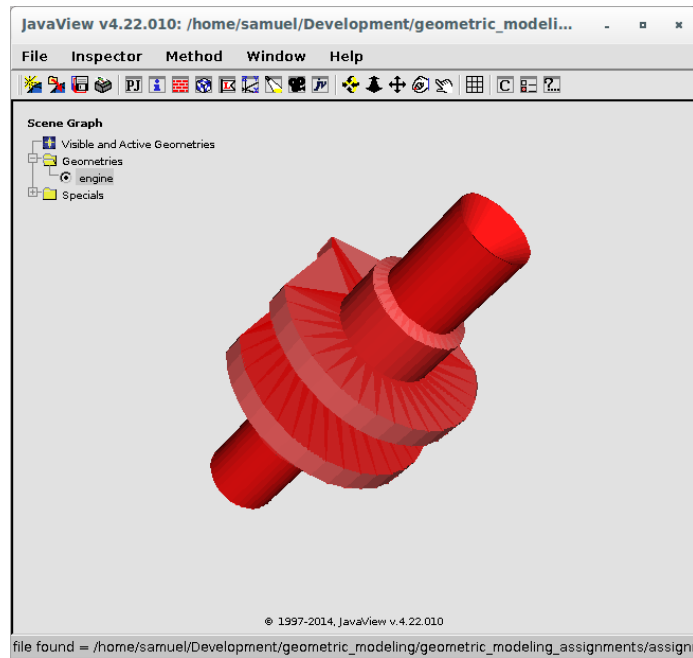 JavaView v4.22.010: /home/samuel/Development/geometric_modeli...
File Inspector Method Window Help
PJ i jv C ?...
Scene Graph
Visible and Active Geometries
Geometries
engine
Specials
© 1997-2014, JavaView v.4.22.010
file found = /home/samuel/Development/geometric_modeling/geometric_modeling_assignments/assign